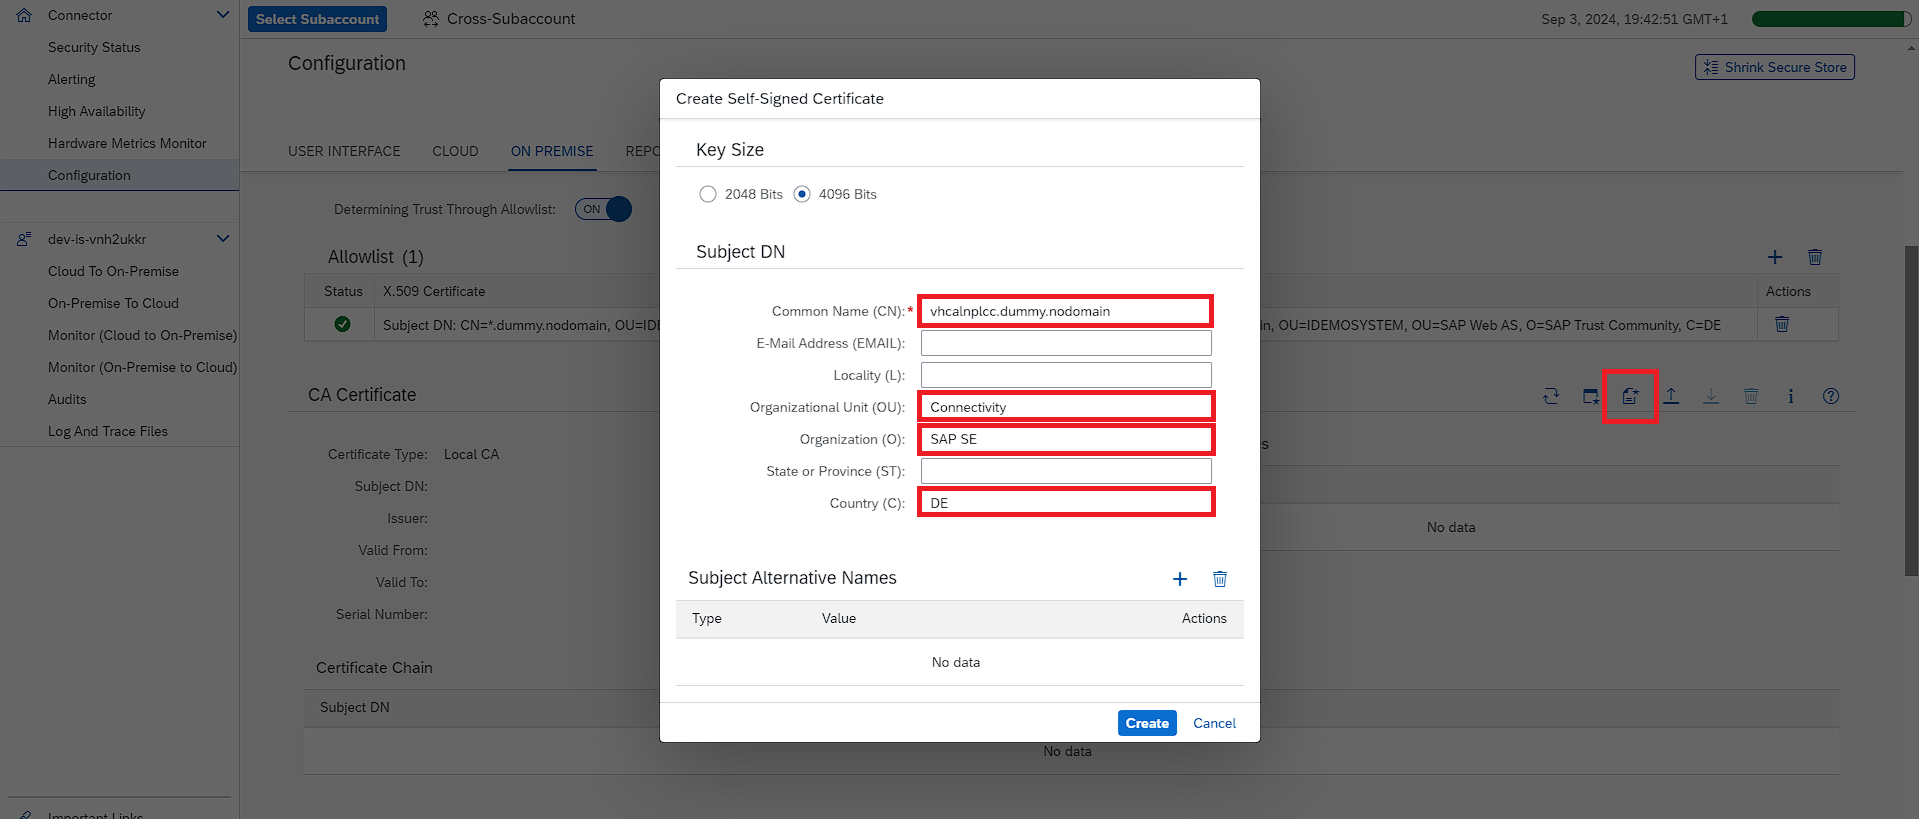 Connector
Security Status
Alerting
High Availability
Hardware Metrics Monitor
Configuration
dev-is-vnh2ukkr
Cloud To On-Premise
On-Premise To Cloud
Monitor (Cloud to On-Premise)
Monitor (On-Premise to Cloud)
Audits
Log And Trace Files
Important Links
Select Subaccount
Cross-Subaccount
Sep 3, 2024, 19:42:51 GMT+1
Configuration
Shrink Secure Store
USER INTERFACE CLOUD ON PREMISE REPO
Determining Trust Through Allowlist: ON
Allowlist (1)
Status X.509 Certificate Actions
Subject DN: CN=*.dummy.nodomain, OU=IDE in, OU=IDEMOSYSTEM, OU=SAP Web AS, O=SAP Trust Community, C=DE
CA Certificate
Certificate Type: Local CA
Subject DN:
Issuer:
Valid From:
Valid To:
Serial Number:
es
No data
Certificate Chain
Subject DN
No data
Create Self-Signed Certificate
Key Size
2048 Bits 4096 Bits
Subject DN
Common Name (CN):* vhcalnplcc.dummy.nodomain
E-Mail Address (EMAIL):
Locality (L):
Organizational Unit (OU): Connectivity
Organization (O): SAP SE
State or Province (ST):
Country (C): DE
Subject Alternative Names
Type Value Actions
No data
Create Cancel